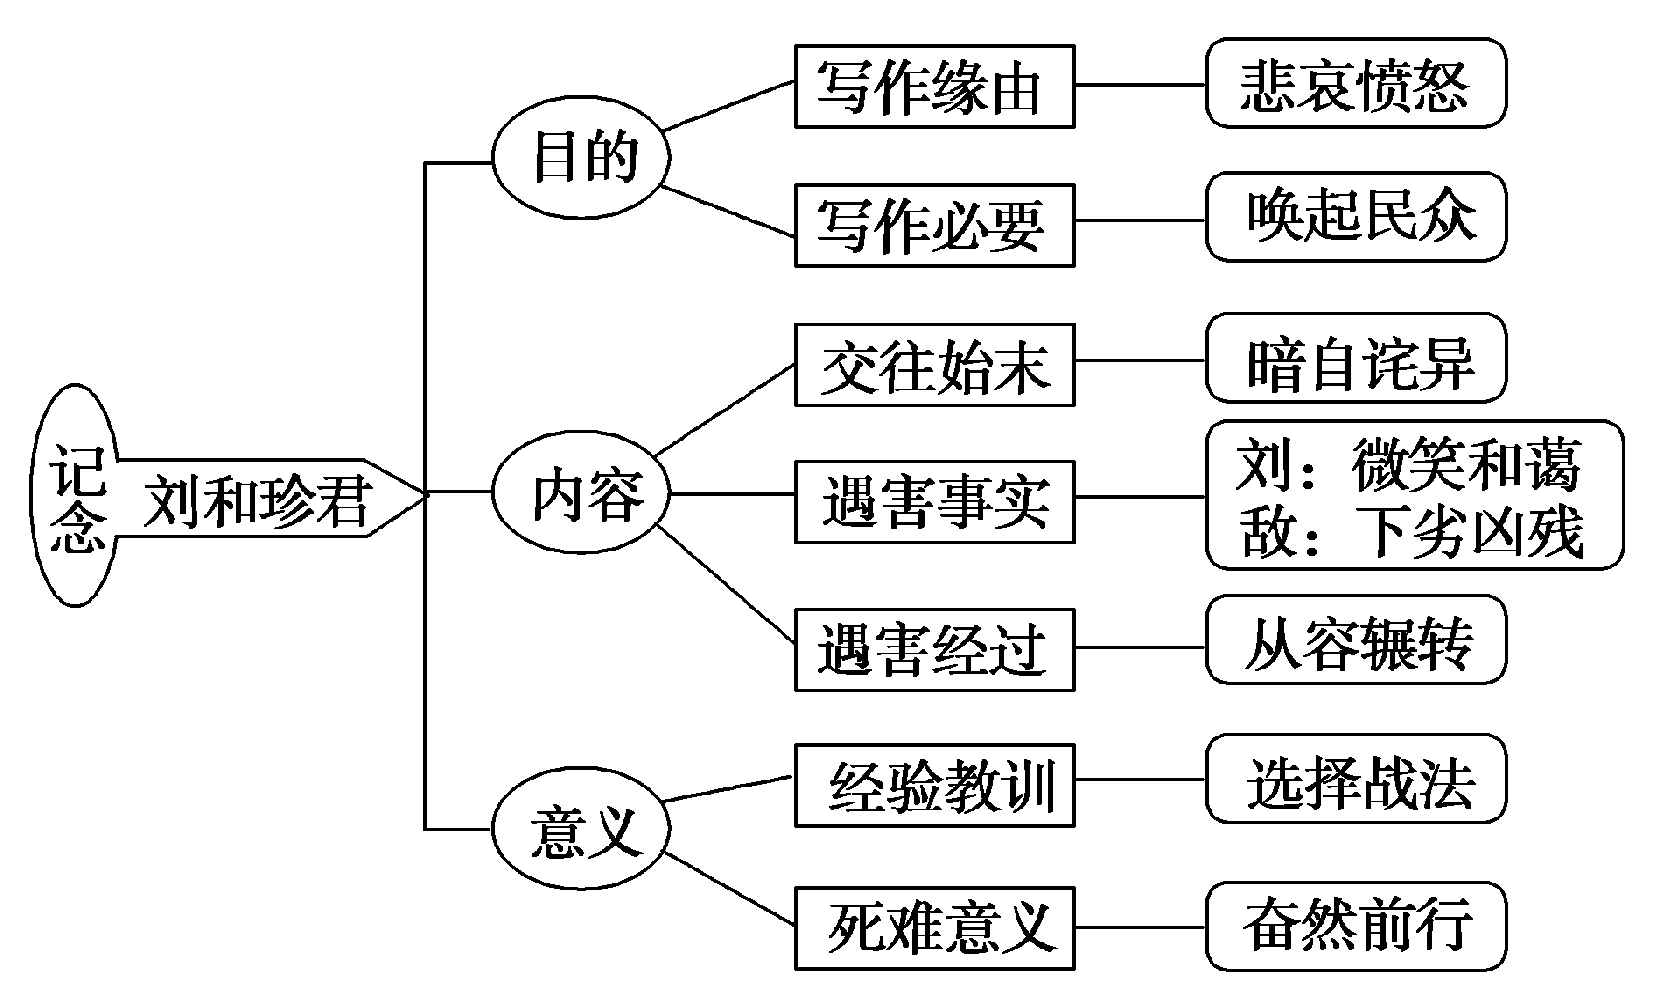 记念
刘和珍君
目的
写作缘由
悲哀愤怒
写作必要
唤起民众
内容
交往始末
暗自诧异
遇害事实
刘：微笑和蔼
敌：下劣凶残
遇害经过
从容辗转
意义
经验教训
选择战法
死难意义
奋然前行